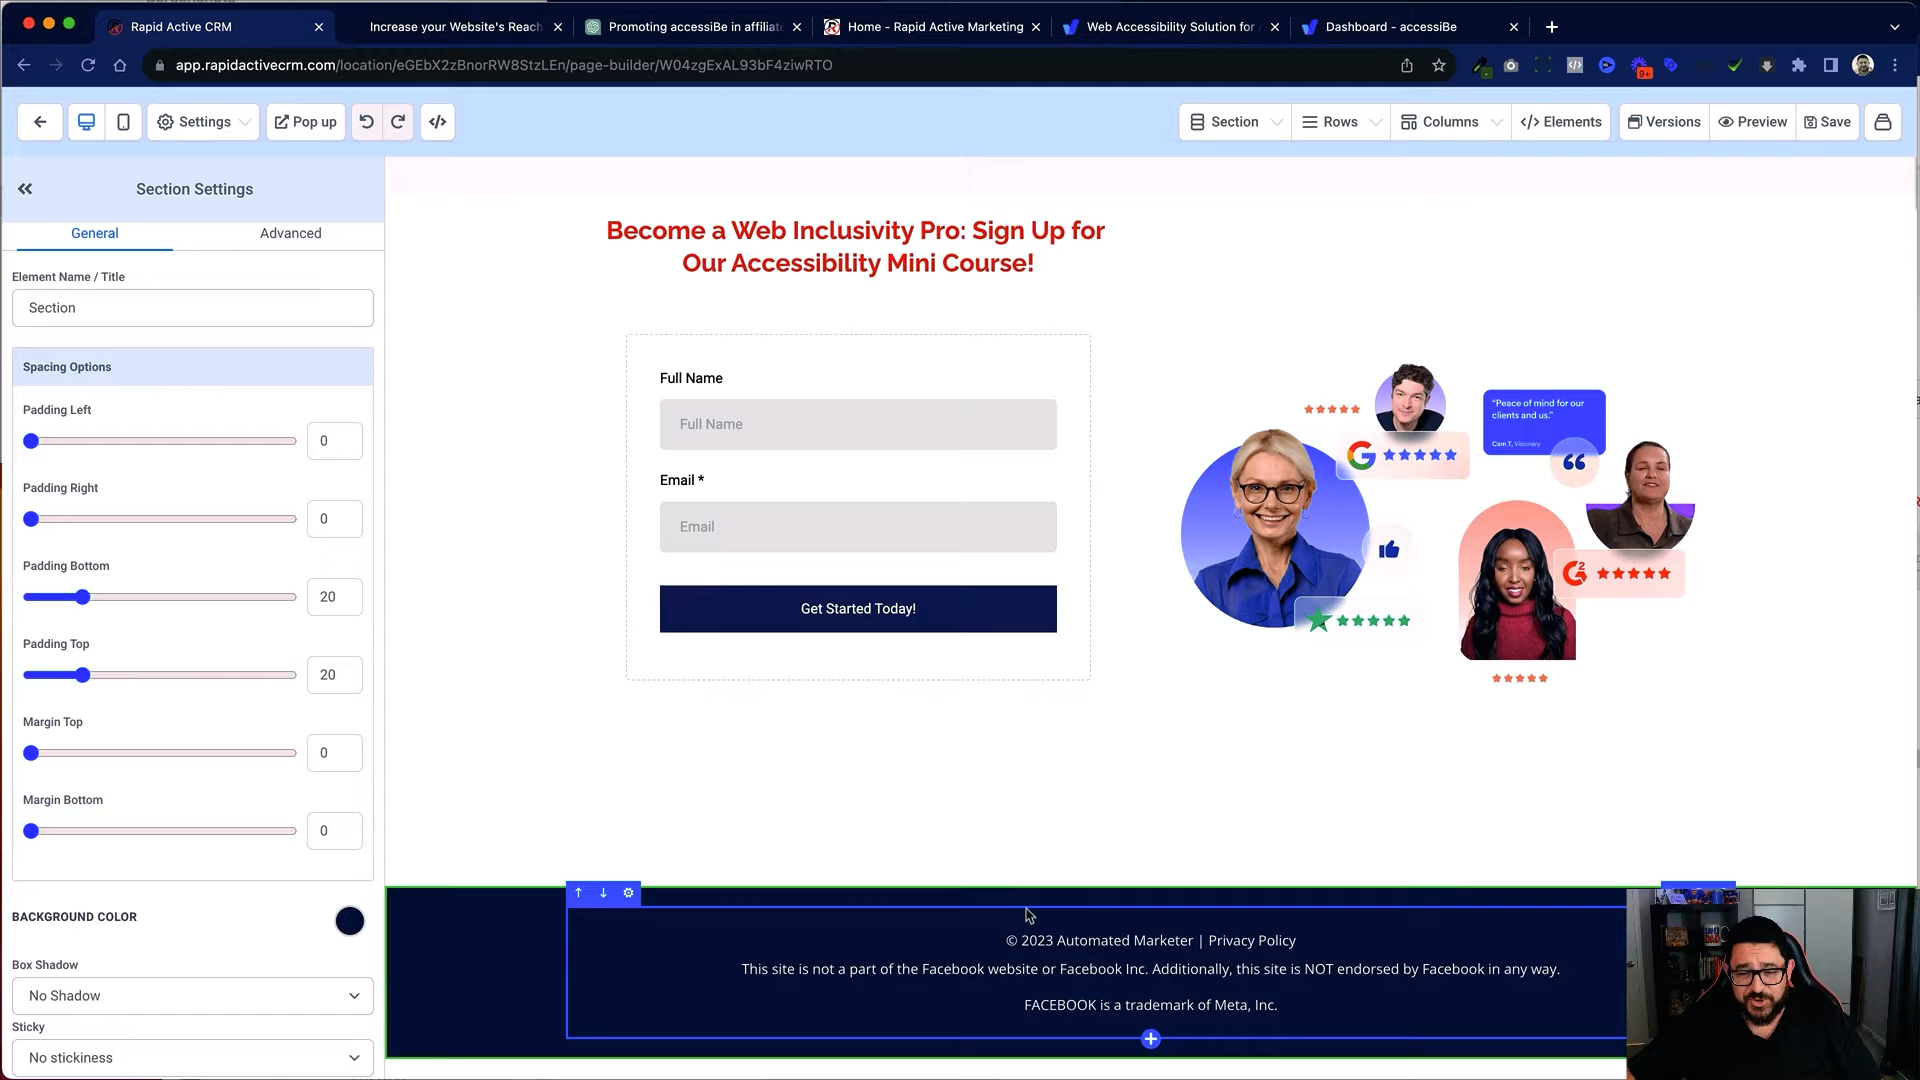 Rapid Active CRM
Increase your Website's Reach
Promoting accessiBe in affiliate
Home - Rapid Active Marketing
Web Accessibility Solution for
Dashboard - accessiBe
app.rapidactivecrm.com/location/eGEbX2zBnorRW8StzLEn/page-builder/W04zgExAL93bF4ziwRTO
9+
Settings
Pop up
Section
Rows
Columns
Elements
Versions
Preview
Save
Section Settings
General
Advanced
Element Name / Title
Section
Spacing Options
Padding Left
0
Padding Right
0
Padding Bottom
20
Padding Top
20
Margin Top
0
Margin Bottom
0
BACKGROUND COLOR
Box Shadow
No Shadow
Sticky
No stickiness
Become a Web Inclusivity Pro: Sign Up for
Our Accessibility Mini Course!
Full Name
Full Name
Email *
Email
Get Started Today!
“Peace of mind for our
clients and us.”
Cam T, Visionary
© 2023 Automated Marketer | Privacy Policy
This site is not a part of the Facebook website or Facebook Inc. Additionally, this site is NOT endorsed by Facebook in any way.
FACEBOOK is a trademark of Meta, Inc.